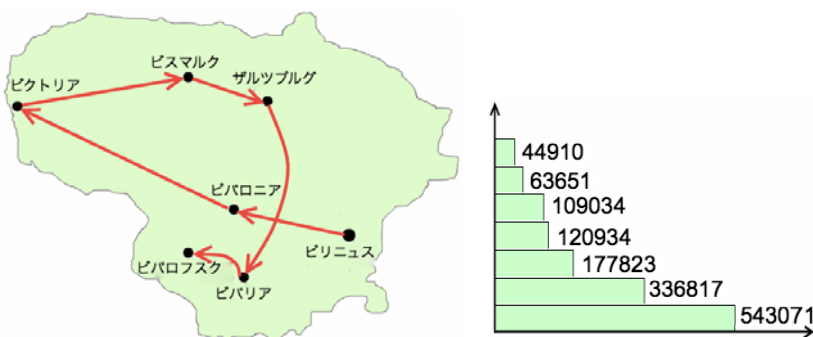 ビスマルク
ザルツブルグ
ビクトリア
ビバロニア
ビリニュス
ビバロフスク
ビバリア
44910
63651
109034
120934
177823
336817
543071